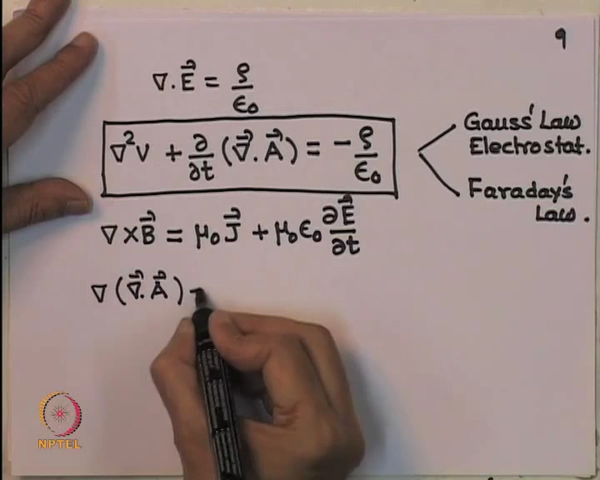 9
∇.E⃗ = ρ/ε₀
∇²V + ∂/∂t (∇⃗.A⃗) = -ρ/ε₀
Gauss' Law
Electrostat.
Faraday's
Law.
∇×B⃗ = μ₀J⃗ + μ₀ε₀ ∂E⃗/∂t
∇(∇⃗.A⃗) -
NPTEL